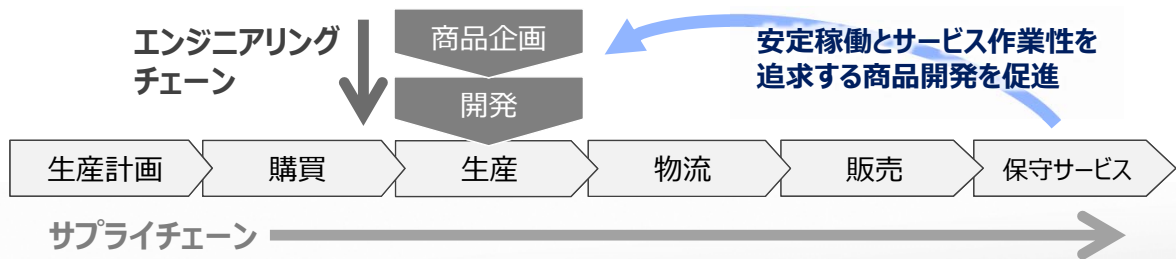 エンジニアリング
チェーン
商品企画
開発
安定稼働とサービス作業性を
追求する商品開発を促進
生産計画
購買
生産
物流
販売
保守サービス
サプライチェーン